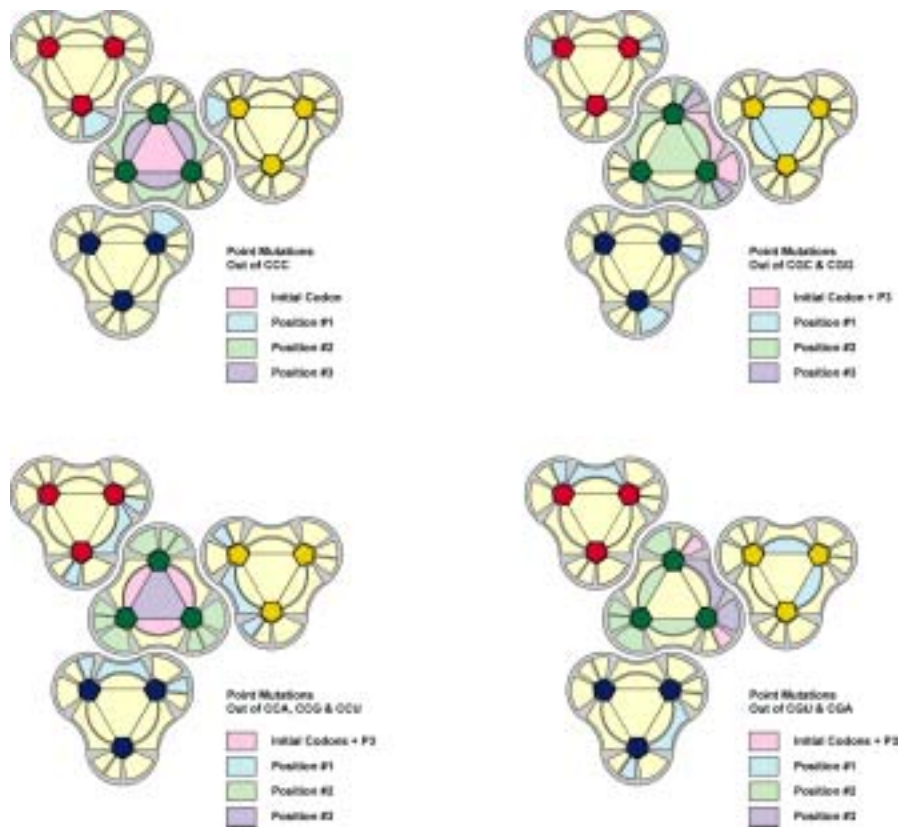 Point Mutations
Out of CCC
Initial Codon
Position #1
Position #2
Position #3
Point Mutations
Out of CGC & CGG
Initial Codon + P3
Position #1
Position #2
Position #3
Point Mutations
Out of CCA, CCG & CCU
Initial Codons + P3
Position #1
Position #2
Position #3
Point Mutations
Out of CGU & CGA
Initial Codons + P3
Position #1
Position #2
Position #3